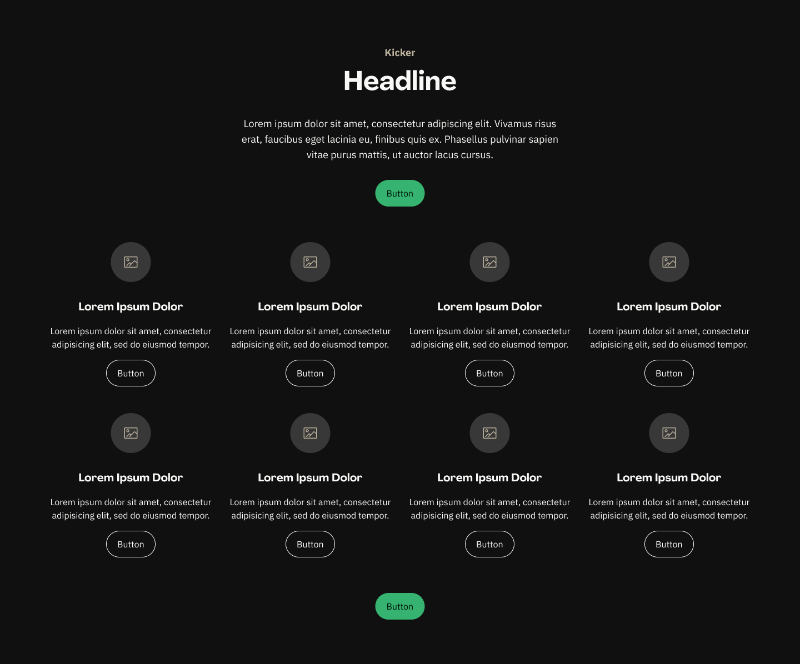 Kicker
Headline
Lorem ipsum dolor sit amet, consectetur adipiscing elit. Vivamus risus
erat, faucibus eget lacinia eu, finibus quis ex. Phasellus pulvinar sapien
vitae purus mattis, ut auctor lacus cursus.
Button
Lorem Ipsum Dolor
Lorem ipsum dolor sit amet, consectetur
adipisicing elit, sed do eiusmod tempor.
Button
Lorem Ipsum Dolor
Lorem ipsum dolor sit amet, consectetur
adipisicing elit, sed do eiusmod tempor.
Button
Lorem Ipsum Dolor
Lorem ipsum dolor sit amet, consectetur
adipisicing elit, sed do eiusmod tempor.
Button
Lorem Ipsum Dolor
Lorem ipsum dolor sit amet, consectetur
adipisicing elit, sed do eiusmod tempor.
Button
Lorem Ipsum Dolor
Lorem ipsum dolor sit amet, consectetur
adipisicing elit, sed do eiusmod tempor.
Button
Lorem Ipsum Dolor
Lorem ipsum dolor sit amet, consectetur
adipisicing elit, sed do eiusmod tempor.
Button
Lorem Ipsum Dolor
Lorem ipsum dolor sit amet, consectetur
adipisicing elit, sed do eiusmod tempor.
Button
Lorem Ipsum Dolor
Lorem ipsum dolor sit amet, consectetur
adipisicing elit, sed do eiusmod tempor.
Button
Button